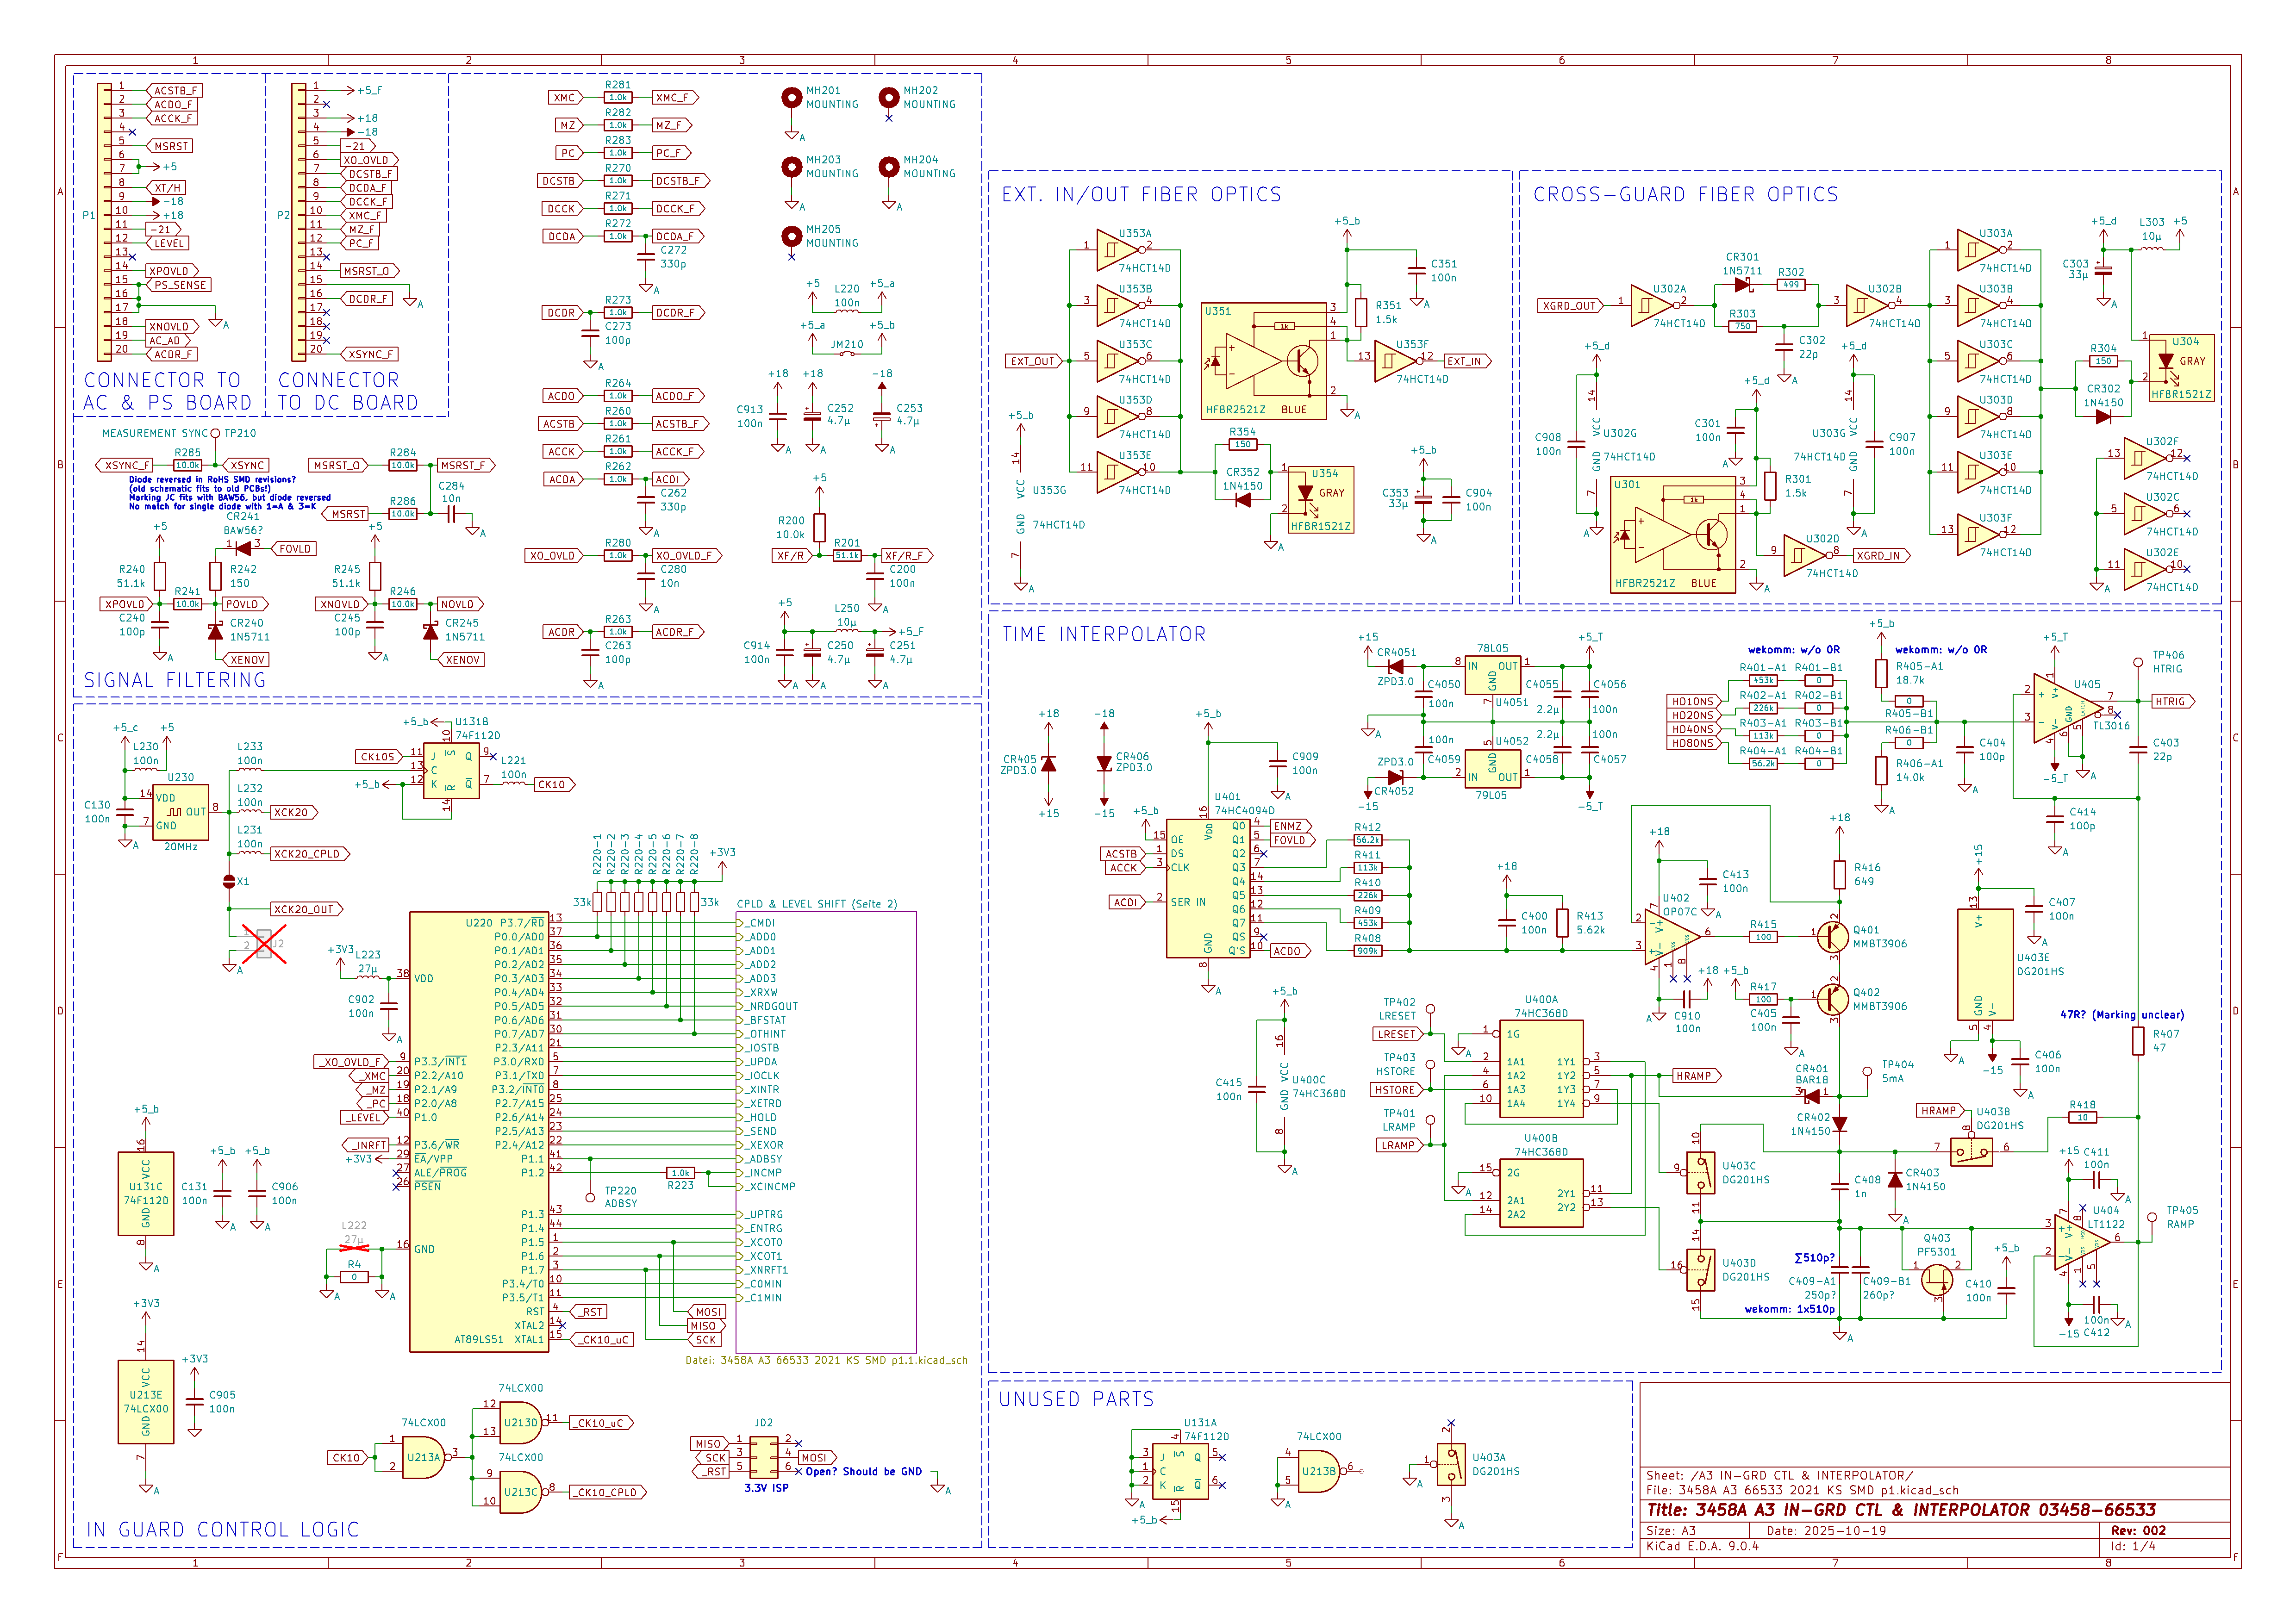 CONNECTOR TO
AC & PS BOARD
P1
1 ACSTB_F
2 ACDO_F
3 ACCK_F
4
5 MSRST
6
7 +5
8 XT/H
9 -18
10 +18
11 -21
12 LEVEL
13
14 XPOVLD
15 PS_SENSE
16
17 A
18 XNOVLD
19 AC_AD
20 ACDR_F
CONNECTOR
TO DC BOARD
P2
1 +5_F
2
3 +18
4 -18
5 -21
6 XO_OVLD
7 DCSTB_F
8 DCDA_F
9 DCCK_F
10 XMC_F
11 MZ_F
12 PC_F
13
14 MSRST_O
15
16 DCDR_F
17
18
19
20 XSYNC_F
XMC R281 1.0k XMC_F
MZ R282 1.0k MZ_F
PC R283 1.0k PC_F
DCSTB R270 1.0k DCSTB_F
DCCK R271 1.0k DCCK_F
DCDA R272 1.0k DCDA_F
C272 330p
DCDR R273 1.0k DCDR_F
C273 100p
ACDO R264 1.0k ACDO_F
ACSTB R260 1.0k ACSTB_F
ACCK R261 1.0k ACCK_F
ACDA R262 1.0k ACDI
C262 330p
XO_OVLD R280 1.0k XO_OVLD_F
C280 10n
ACDR R263 1.0k ACDR_F
C263 100p
MH201 MOUNTING
MH202 MOUNTING
MH203 MOUNTING
MH204 MOUNTING
MH205 MOUNTING
+5 L220 100n +5_a
+5_a JM210 +5_b
+18 C913 100n
+18 C252 4.7µ
-18 C253 4.7µ
+5 R200 10.0k
XF/R R201 51.1k XF/R_F
C200 100n
+5 L250 10µ +5_F
C914 100n
C250 4.7µ
C251 4.7µ
MEASUREMENT SYNC TP210
XSYNC_F R285 10.0k XSYNC
Diode reversed in RoHS SMD revisions?
(old schematic fits to old PCBs!)
Marking JC fits with BAW56, but diode reversed
No match for single diode with 1=A & 3=K
CR241
BAW56?
FOVLD
MSRST_O R284 10.0k MSRST_F
C284 10n
MSRST R286 10.0k
+5 R240 51.1k
R242 150
XPOVLD R241 10.0k POVLD
C240 100p
CR240 1N5711
XENOV
+5 R245 51.1k
XNOVLD R246 10.0k NOVLD
C245 100p
CR245 1N5711
XENOV
SIGNAL FILTERING
EXT. IN/OUT FIBER OPTICS
U353A 74HCT14D
U353B 74HCT14D
U353C 74HCT14D
U353D 74HCT14D
U353E 74HCT14D
EXT_OUT
U351 HFBR2521Z BLUE 1k
+5_b
C351 100n
R351 1.5k
U353F 74HCT14D EXT_IN
R354 150
CR352 1N4150
U354 GRAY HFBR1521Z
+5_b VCC GND U353G 74HCT14D
C353 33µ
C904 100n
CROSS-GUARD FIBER OPTICS
XGRD_OUT
U302A 74HCT14D
CR301 1N5711
R302 499
R303 750
C302 22p
U302B 74HCT14D
U303A 74HCT14D
U303B 74HCT14D
U303C 74HCT14D
U303D 74HCT14D
U303E 74HCT14D
U303F 74HCT14D
+5_d L303 10µ +5
C303 33µ
U304 GRAY HFBR1521Z
R304 150
CR302 1N4150
U302F 74HCT14D
U302C 74HCT14D
U302E 74HCT14D
C908 100n
U302G 74HCT14D VCC GND
C301 100n
U303G 74HCT14D VCC GND
C907 100n
U301 HFBR2521Z BLUE 1k
R301 1.5k
U302D 74HCT14D XGRD_IN
TIME INTERPOLATOR
+18 CR405 ZPD3.0 +15
-18 CR406 ZPD3.0 -15
+15 CR4051 ZPD3.0
78L05 IN OUT GND U4051
C4050 100n
C4055 2.2µ
C4056 100n
+5_T
U4052 79L05 IN OUT GND
C4059 100n
C4058 2.2µ
C4057 100n
ZPD3.0 CR4052 -15
-5_T
C909 100n
U401 74HC4094D
OE DS CLK SER IN VDD GND
Q0 Q1 Q2 Q3 Q4 Q5 Q6 Q7 QS Q'S
ACSTB
ACCK
ACDI
ENMZ
FOVLD
ACDO
R412 56.2k
R411 113k
R410 226k
R409 453k
R408 909k
C400 100n
R413 5.62k
U402 OP07C
C413 100n
C910 100n
R415 100
R416 649
Q401 MMBT3906
R417 100
C405 100n
Q402 MMBT3906
wekomm: w/o 0R
wekomm: w/o 0R
HD10NS R401-A1 453k R401-B1 0
HD20NS R402-A1 226k R402-B1 0
HD40NS R403-A1 113k R403-B1 0
HD80NS R404-A1 56.2k R404-B1 0
R405-A1 18.7k
R405-B1 0
R406-B1 0
R406-A1 14.0k
C404 100p
U405 TL3016 LATCH
TP406 HTRIG
HTRIG
C403 22p
C414 100p
U403E DG201HS V+ GND V-
C407 100n
C406 100n
47R? (Marking unclear)
R407 47
C415 100n
U400C 74HC368D VCC GND
TP402 LRESET
LRESET
TP403 HSTORE
HSTORE
TP401 LRAMP
LRAMP
U400A 74HC368D
1G
1A1 1Y1
1A2 1Y2
1A3 1Y3
1A4 1Y4
U400B 74HC368D
2G
2A1 2Y1
2A2 2Y2
HRAMP
CR401 BAR18
TP404 5mA
CR402 1N4150
HRAMP U403B DG201HS
R418 10
U403C DG201HS
U403D DG201HS
C408 1n
CR403 1N4150
∑510p?
C409-A1 250p?
C409-B1 260p?
wekomm: 1x510p
Q403 PF5301
C410 100n
C411 100n
U404 LT1122
C412 100n
TP405 RAMP
+5_c L230 100n +5
U230 VDD OUT GND 20MHz
C130 100n
L233 100n
L232 100n XCK20
L231 100n XCK20_CPLD
X1
XCK20_OUT
J2
CK10S
U131B 74F112D
J C K Q Q S R
L221 100n CK10
33k R220-1 R220-2 R220-3 R220-4 R220-5 R220-6 R220-7 R220-8 33k
+3V3
CPLD & LEVEL SHIFT (Seite 2)
U220 P3.7/RD 13 _CMDI
P0.0/AD0 37 _ADD0
P0.1/AD1 36 _ADD1
P0.2/AD2 35 _ADD2
P0.3/AD3 34 _ADD3
P0.4/AD4 33 _XRXW
P0.5/AD5 32 _NRDGOUT
P0.6/AD6 31 _BFSTAT
P0.7/AD7 30 _OTHINT
P2.3/A11 21 _IOSTB
P3.0/RXD 5 _UPDA
P3.1/TXD 7 _IOCLK
P3.2/INT0 8 _XINTR
P2.7/A15 25 _XETRD
P2.6/A14 24 _HOLD
P2.5/A13 23 _SEND
P2.4/A12 22 _XEXOR
P1.1 41 _ADBSY
P1.2 42 _INCMP
1.0k R223 _XCINCMP
TP220 ADBSY
P1.3 43 _UPTRG
P1.4 44 _ENTRG
P1.5 1 _XCOT0
P1.6 2 _XCOT1
P1.7 3 _XNRFT1
P3.4/T0 10 _C0MIN
P3.5/T1 11 _C1MIN
RST 4 _RST
XTAL2 14
AT89LS51 XTAL1 15 _CK10_uC
MOSI
MISO
SCK
Datei: 3458A A3 66533 2021 KS SMD p1.1.kicad_sch
+3V3 L223 27µ
38 VDD
C902 100n
_XO_OVLD_F 9 P3.3/INT1
_XMC 20 P2.2/A10
_MZ 19 P2.1/A9
_PC 18 P2.0/A8
_LEVEL 40 P1.0
_INRFT 12 P3.6/WR
+3V3 29 EA/VPP
27 ALE/PROG
26 PSEN
L222 27µ
16 GND
R4 0
+5_b VCC U131C 74F112D GND
C131 100n
C906 100n
+3V3 VCC U213E 74LCX00 GND
C905 100n
CK10 74LCX00 U213A
74LCX00 U213D _CK10_uC
74LCX00 U213C _CK10_CPLD
JD2
MISO 1 2
SCK 3 4 MOSI
_RST 5 6 Open? Should be GND
3.3V ISP
IN GUARD CONTROL LOGIC
UNUSED PARTS
U131A 74F112D
74LCX00 U213B
U403A DG201HS
Sheet: /A3 IN-GRD CTL & INTERPOLATOR/
File: 3458A A3 66533 2021 KS SMD p1.kicad_sch
Title: 3458A A3 IN-GRD CTL & INTERPOLATOR 03458-66533
Size: A3 Date: 2025-10-19 Rev: 002
KiCad E.D.A. 9.0.4 Id: 1/4